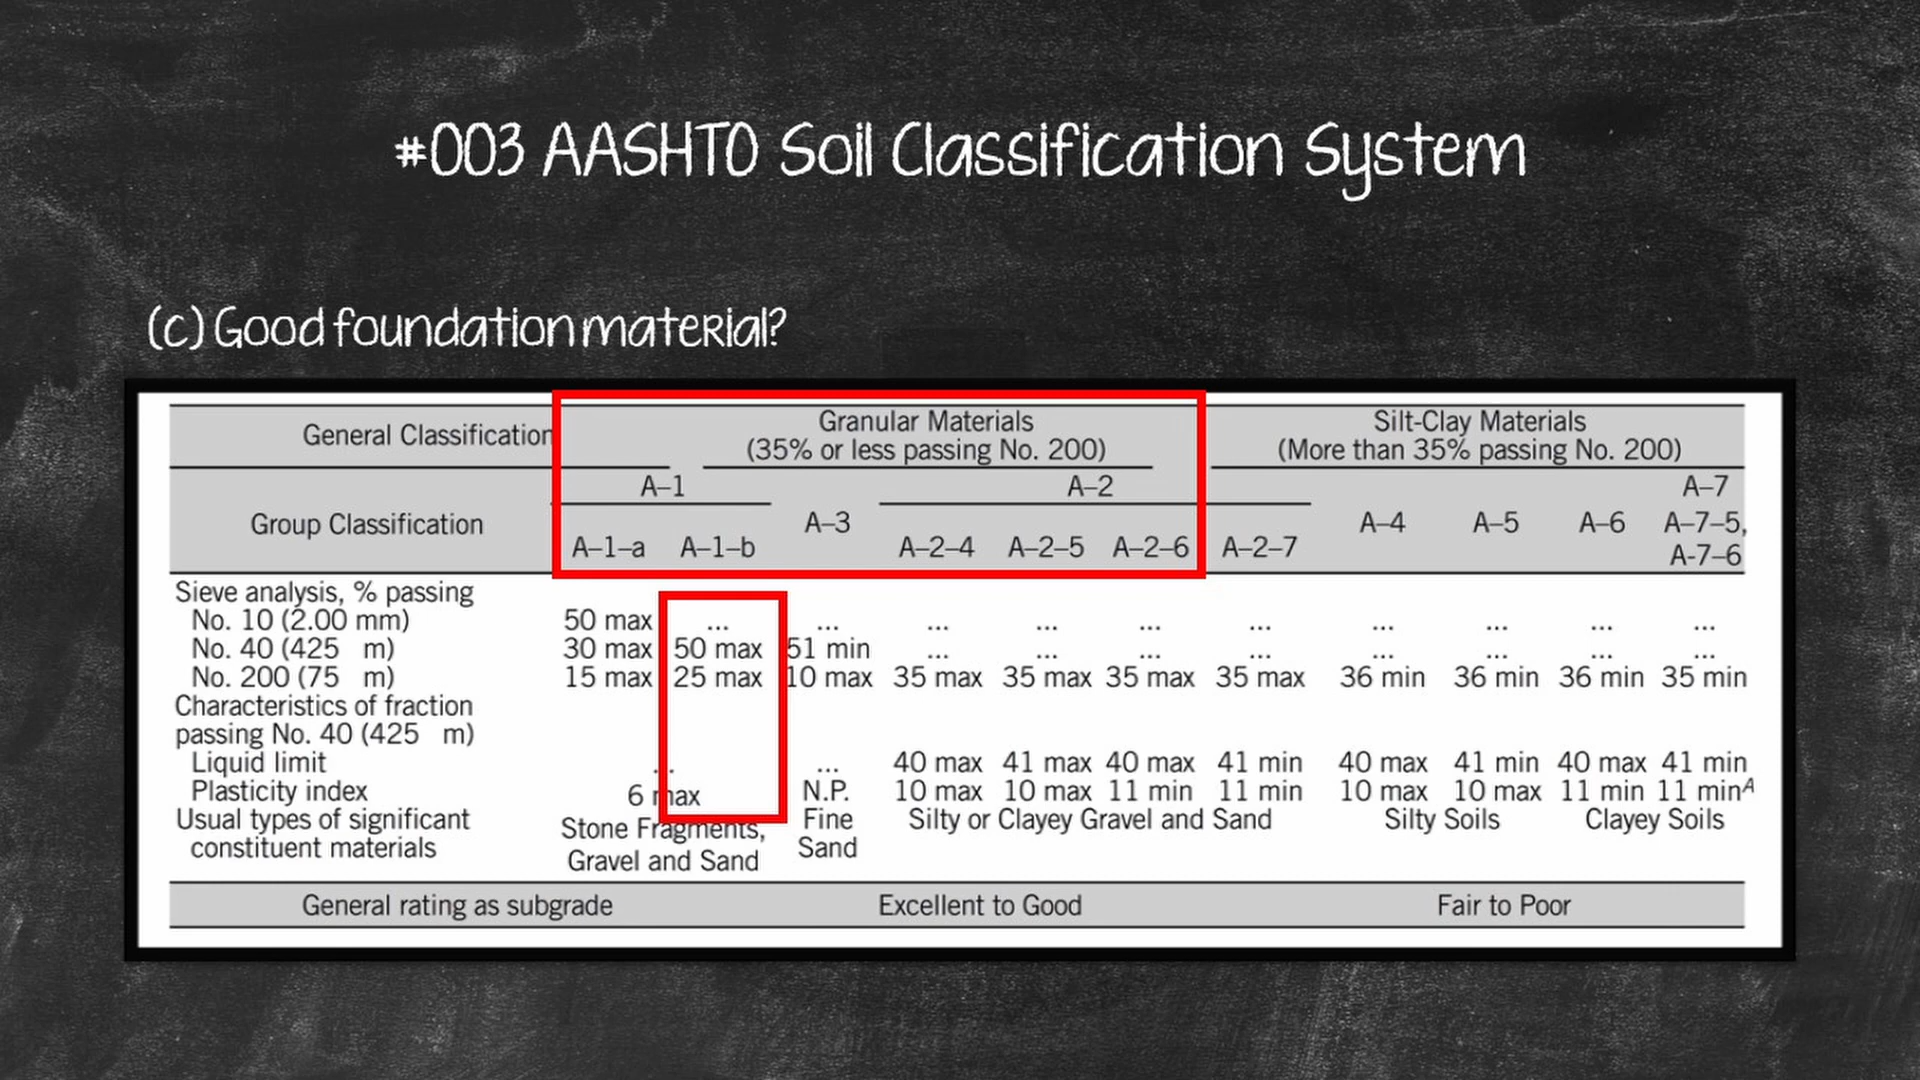 #003 AASHTO Soil Classification System
(c) Good foundation material?
General Classification Granular Materials (35% or less passing No. 200) Silt-Clay Materials (More than 35% passing No. 200)
A–1 A–2 A–7
Group Classification A–3 A–4 A–5 A–6 A–7–5,
A–1–a A–1–b A–2–4 A–2–5 A–2–6 A–2–7 A-7–6
Sieve analysis, % passing
No. 10 (2.00 mm) 50 max ... ... ... ... ... ... ... ... ... ...
No. 40 (425 m) 30 max 50 max 51 min ... ... ... ... ... ... ... ...
No. 200 (75 m) 15 max 25 max 10 max 35 max 35 max 35 max 35 max 36 min 36 min 36 min 35 min
Characteristics of fraction
passing No. 40 (425 m)
Liquid limit ... ... 40 max 41 max 40 max 41 min 40 max 41 min 40 max 41 min
Plasticity index 6 max N.P. 10 max 10 max 11 min 11 min 10 max 10 max 11 min 11 minA
Usual types of significant Stone Fragments, Fine Silty or Clayey Gravel and Sand Silty Soils Clayey Soils
constituent materials Gravel and Sand Sand
General rating as subgrade Excellent to Good Fair to Poor